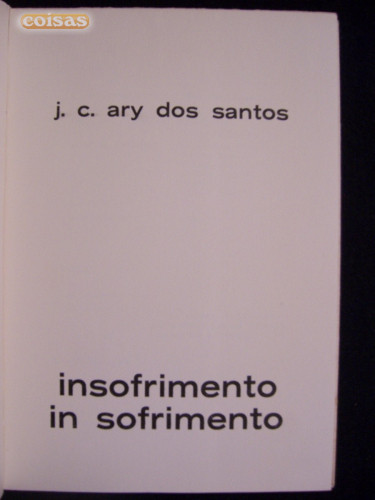 coisas
j. c. ary dos santos
insofrimento
in sofrimento